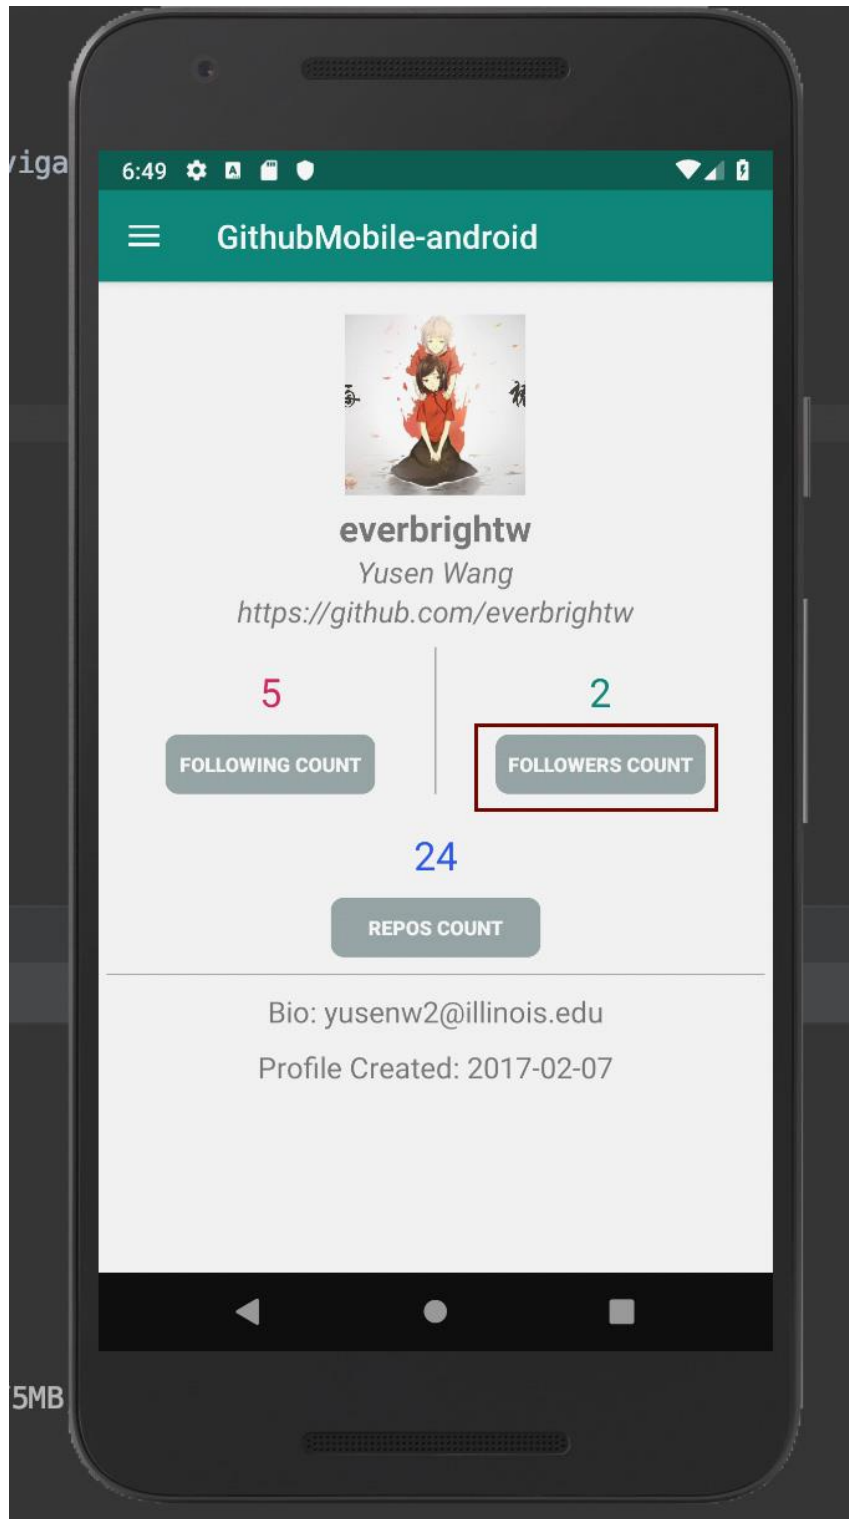 viga
6:49
GithubMobile-android
everbrightw
Yusen Wang
https://github.com/everbrightw
5
2
FOLLOWING COUNT
FOLLOWERS COUNT
24
REPOS COUNT
Bio: yusenw2@illinois.edu
Profile Created: 2017-02-07
5MB